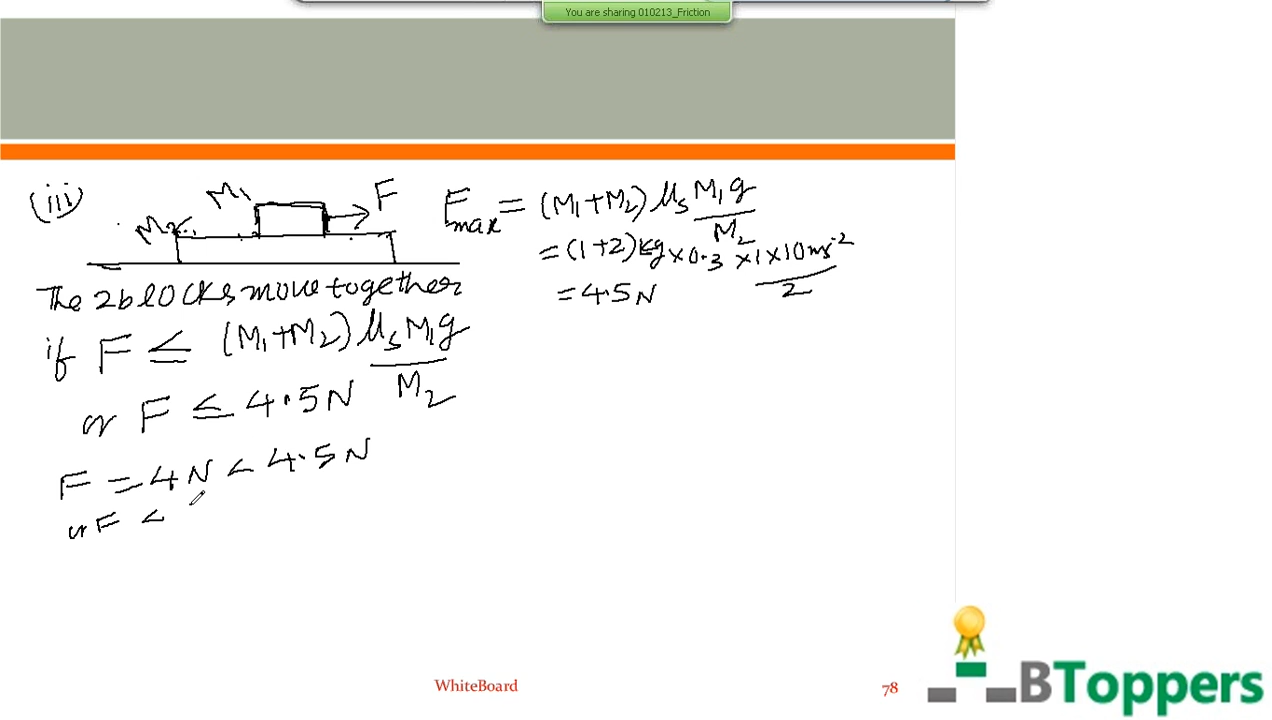 You are sharing 010213_Friction
(iii)
M1
F
M2
Fmax = (M1+M2) μs M1g / M2
= (1+2) kg × 0.3 × 1 × 10 ms-2 / 2
= 4.5 N
The 2 blocks move together
if F ≤ (M1+M2) μs M1g / M2
or F ≤ 4.5 N
F = 4 N < 4.5 N
or F <
WhiteBoard
78
BToppers